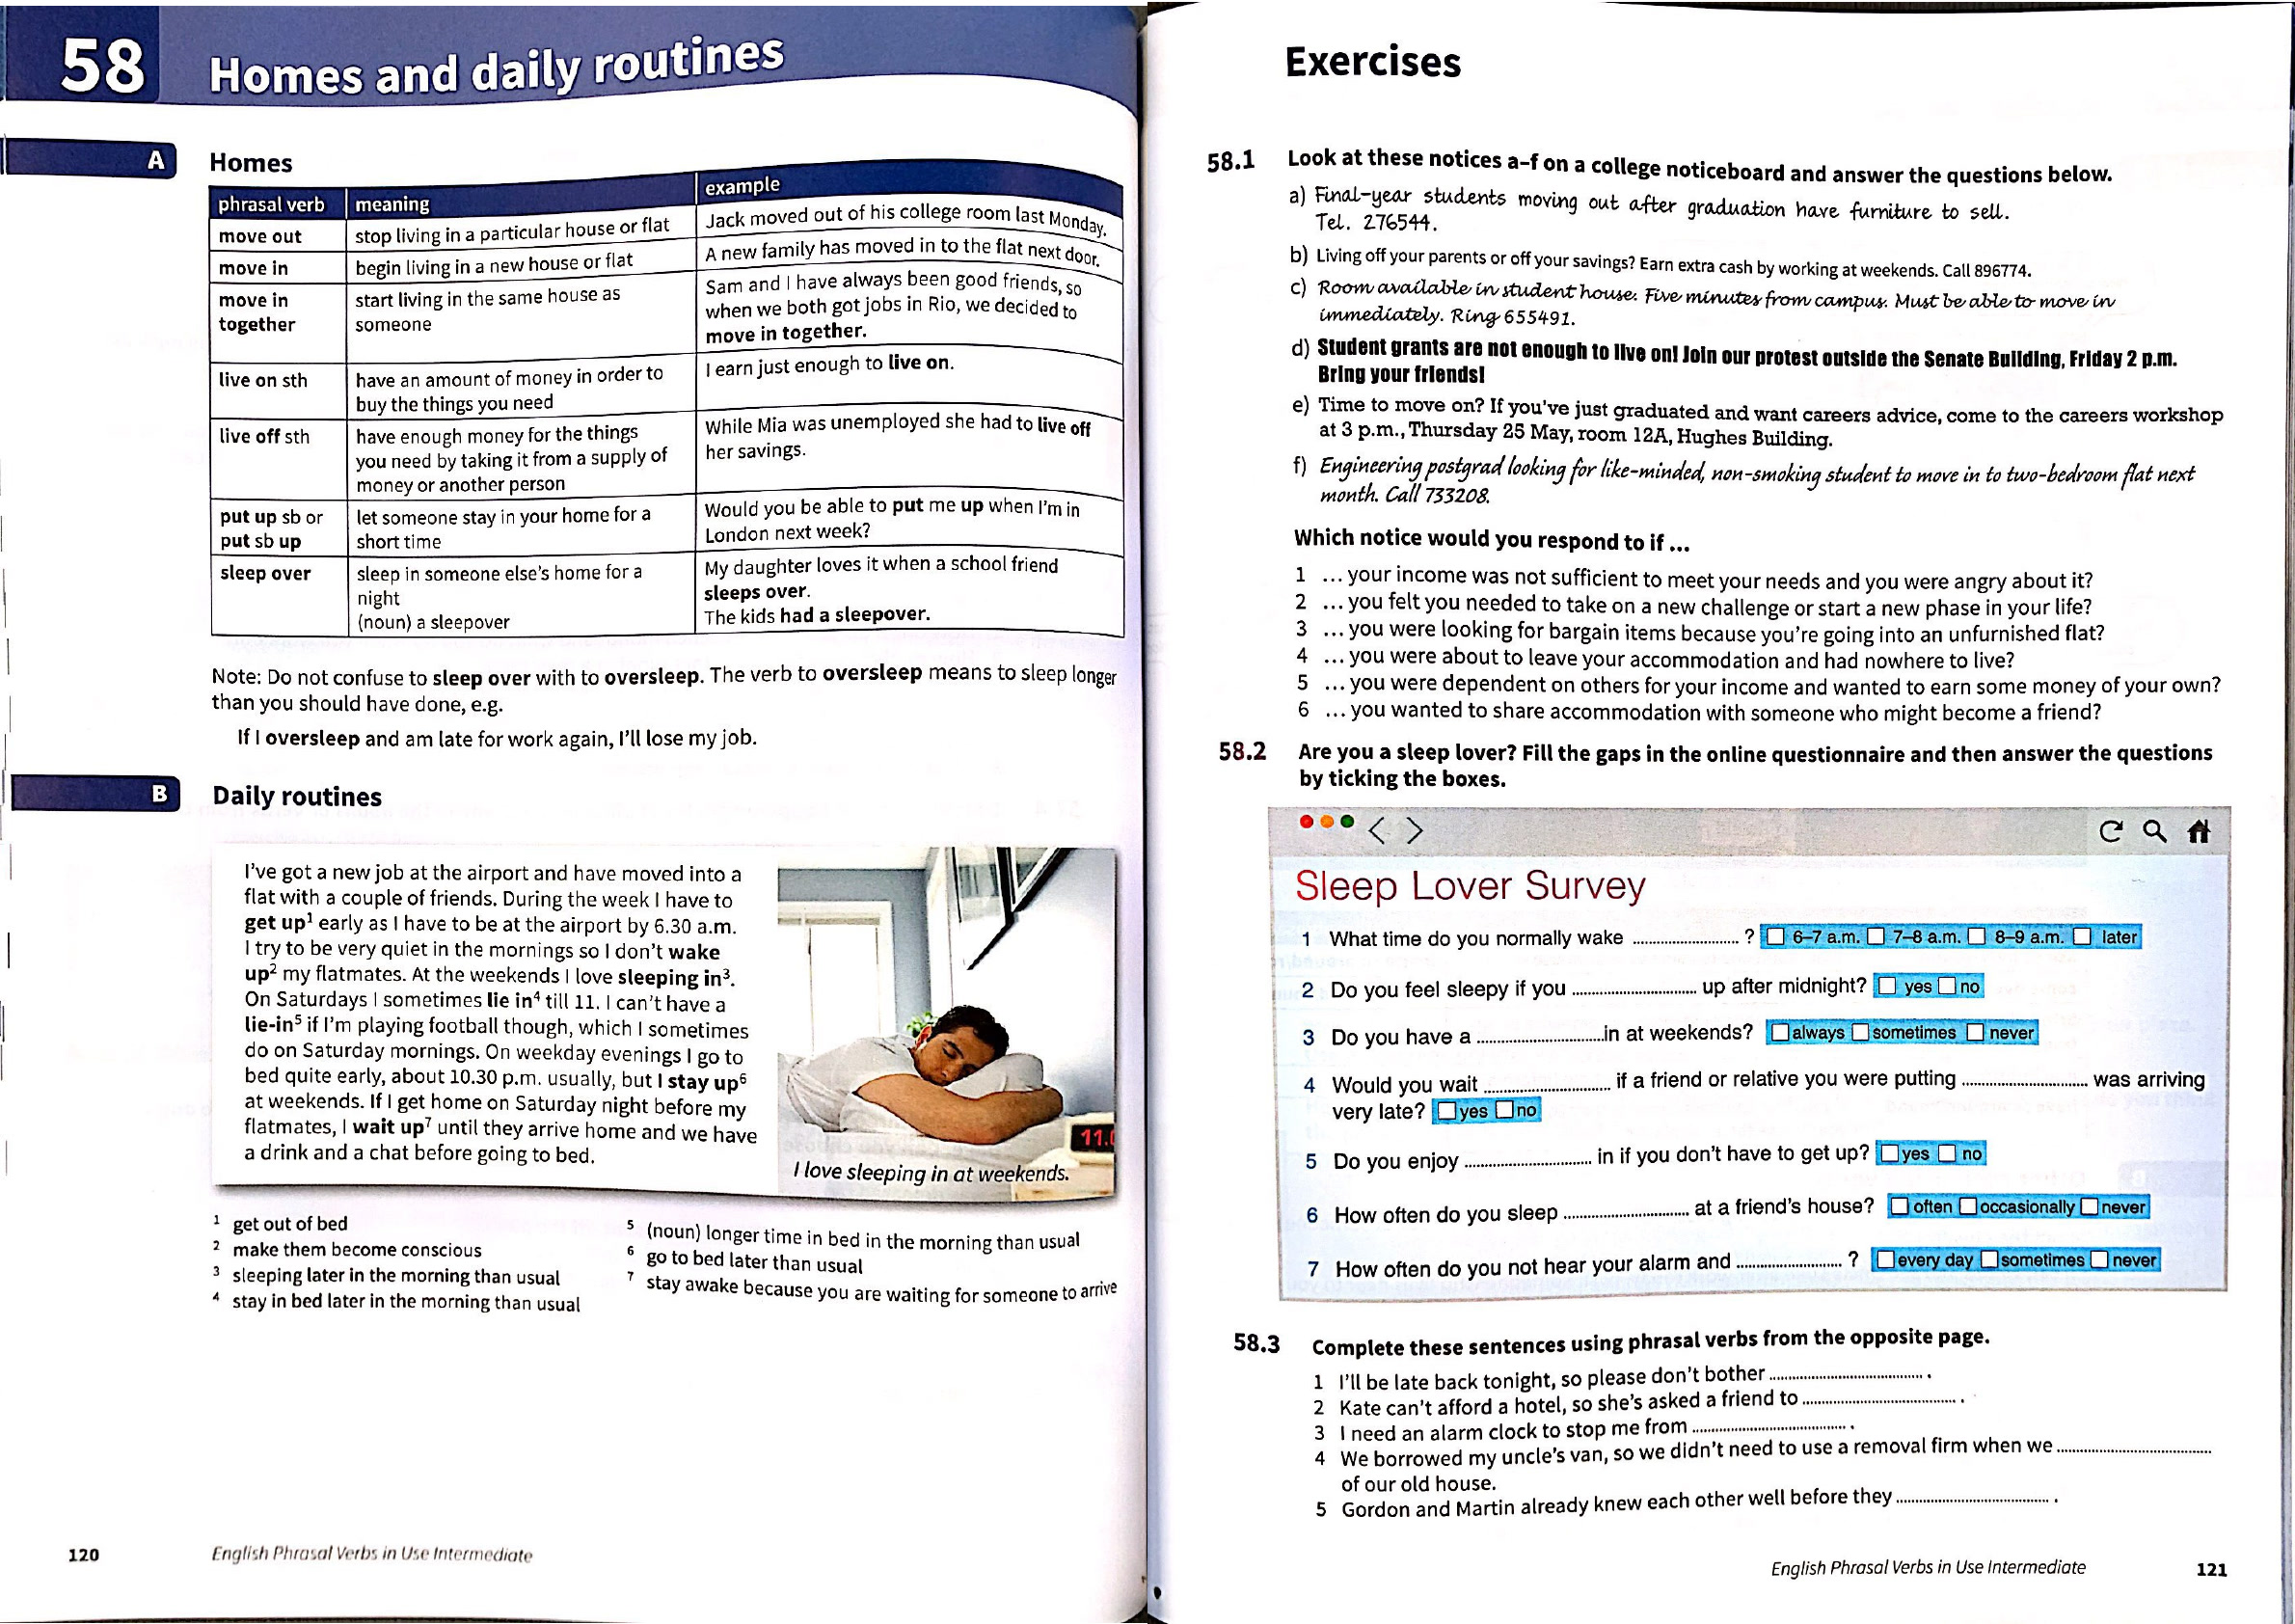 58 Homes and daily routines
A Homes
phrasal verb meaning example
move out stop living in a particular house or flat Jack moved out of his college room last Monday.
move in begin living in a new house or flat A new family has moved in to the flat next door.
move in together start living in the same house as someone Sam and I have always been good friends, so when we both got jobs in Rio, we decided to move in together.
live on sth have an amount of money in order to buy the things you need I earn just enough to live on.
live off sth have enough money for the things you need by taking it from a supply of money or another person While Mia was unemployed she had to live off her savings.
put up sb or put sb up let someone stay in your home for a short time Would you be able to put me up when I'm in London next week?
sleep over sleep in someone else's home for a night (noun) a sleepover My daughter loves it when a school friend sleeps over. The kids had a sleepover.
Note: Do not confuse to sleep over with to oversleep. The verb to oversleep means to sleep longer
than you should have done, e.g.
If I oversleep and am late for work again, I'll lose my job.
B Daily routines
I've got a new job at the airport and have moved into a
flat with a couple of friends. During the week I have to
get up¹ early as I have to be at the airport by 6.30 a.m.
I try to be very quiet in the mornings so I don't wake
up² my flatmates. At the weekends I love sleeping in³.
On Saturdays I sometimes lie in⁴ till 11. I can't have a
lie-in⁵ if I'm playing football though, which I sometimes
do on Saturday mornings. On weekday evenings I go to
bed quite early, about 10.30 p.m. usually, but I stay up⁶
at weekends. If I get home on Saturday night before my
flatmates, I wait up⁷ until they arrive home and we have
a drink and a chat before going to bed.
11.0
I love sleeping in at weekends.
¹ get out of bed
² make them become conscious
³ sleeping later in the morning than usual
⁴ stay in bed later in the morning than usual
⁵ (noun) longer time in bed in the morning than usual
⁶ go to bed later than usual
⁷ stay awake because you are waiting for someone to arrive
120 English Phrasal Verbs in Use Intermediate
Exercises
58.1 Look at these notices a–f on a college noticeboard and answer the questions below.
a) Final-year students moving out after graduation have furniture to sell.
Tel. 276544.
b) Living off your parents or off your savings? Earn extra cash by working at weekends. Call 896774.
c) Room available in student house. Five minutes from campus. Must be able to move in
immediately. Ring 655491.
d) Student grants are not enough to live on! Join our protest outside the Senate Building, Friday 2 p.m.
Bring your friends!
e) Time to move on? If you've just graduated and want careers advice, come to the careers workshop
at 3 p.m., Thursday 25 May, room 12A, Hughes Building.
f) Engineering postgrad looking for like-minded, non-smoking student to move in to two-bedroom flat next
month. Call 733208.
Which notice would you respond to if ...
1 ... your income was not sufficient to meet your needs and you were angry about it?
2 ... you felt you needed to take on a new challenge or start a new phase in your life?
3 ... you were looking for bargain items because you're going into an unfurnished flat?
4 ... you were about to leave your accommodation and had nowhere to live?
5 ... you were dependent on others for your income and wanted to earn some money of your own?
6 ... you wanted to share accommodation with someone who might become a friend?
58.2 Are you a sleep lover? Fill the gaps in the online questionnaire and then answer the questions
by ticking the boxes.
Sleep Lover Survey
1 What time do you normally wake ............ ? 6–7 a.m. 7–8 a.m. 8–9 a.m. later
2 Do you feel sleepy if you ............ up after midnight? yes no
3 Do you have a ............ in at weekends? always sometimes never
4 Would you wait ............ if a friend or relative you were putting ............ was arriving
very late? yes no
5 Do you enjoy ............ in if you don't have to get up? yes no
6 How often do you sleep ............ at a friend's house? often occasionally never
7 How often do you not hear your alarm and ............ ? every day sometimes never
58.3 Complete these sentences using phrasal verbs from the opposite page.
1 I'll be late back tonight, so please don't bother ............ .
2 Kate can't afford a hotel, so she's asked a friend to ............ .
3 I need an alarm clock to stop me from ............ .
4 We borrowed my uncle's van, so we didn't need to use a removal firm when we ............
of our old house.
5 Gordon and Martin already knew each other well before they ............ .
English Phrasal Verbs in Use Intermediate 121